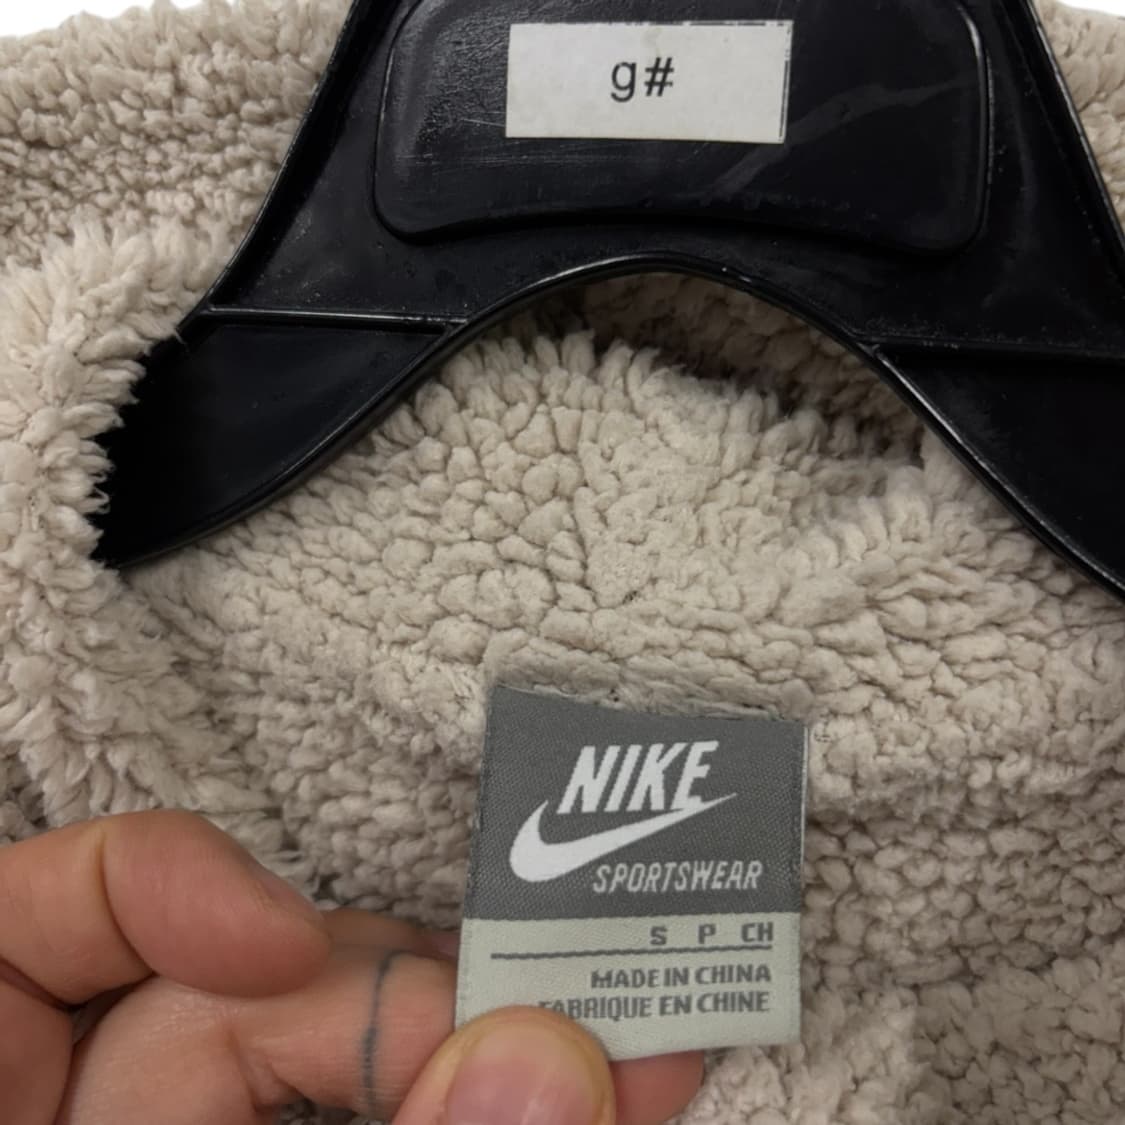 g#
NIKE
SPORTSWEAR
S P CH
MADE IN CHINA
FABRIQUE EN CHINE